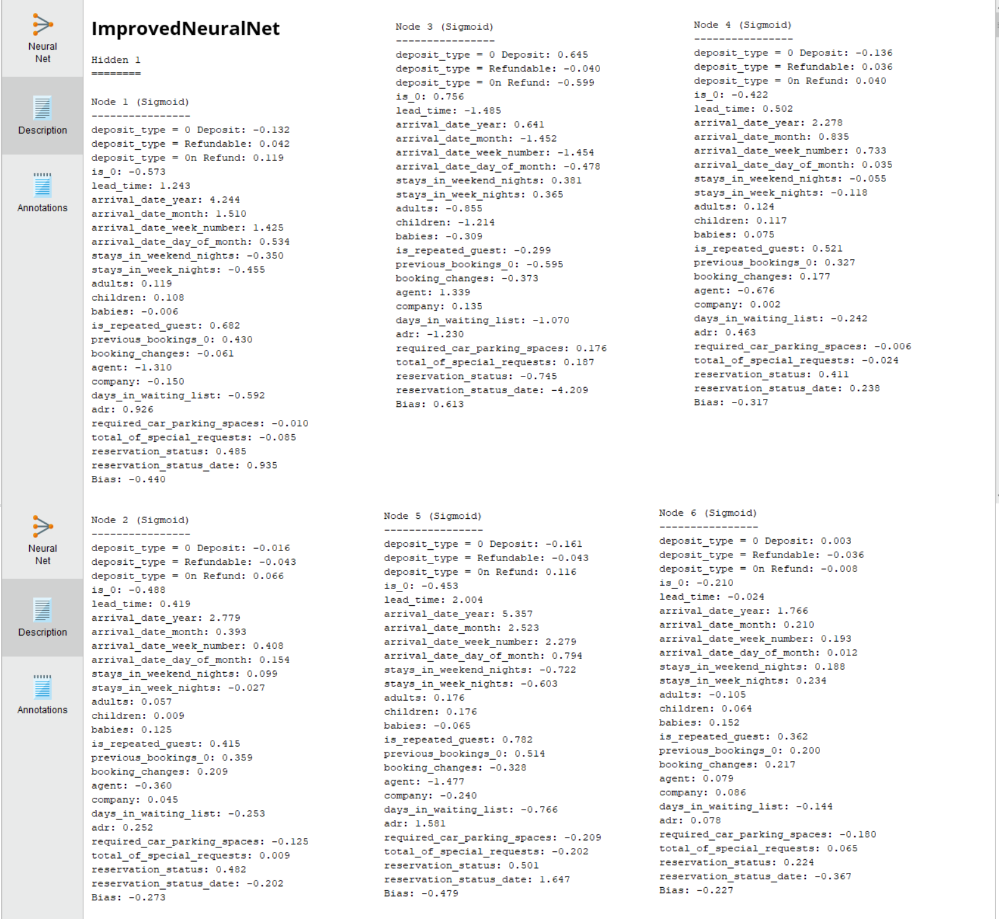 Neural
Net
Description
Annotations
ImprovedNeuralNet
Hidden 1
========
Node 1 (Sigmoid)
----------------
deposit_type = 0 Deposit: -0.132
deposit_type = Refundable: 0.042
deposit_type = 0n Refund: 0.119
is_0: -0.573
lead_time: 1.243
arrival_date_year: 4.244
arrival_date_month: 1.510
arrival_date_week_number: 1.425
arrival_date_day_of_month: 0.534
stays_in_weekend_nights: -0.350
stays_in_week_nights: -0.455
adults: 0.119
children: 0.108
babies: -0.006
is_repeated_guest: 0.682
previous_bookings_0: 0.430
booking_changes: -0.061
agent: -1.310
company: -0.150
days_in_waiting_list: -0.592
adr: 0.926
required_car_parking_spaces: -0.010
total_of_special_requests: -0.085
reservation_status: 0.485
reservation_status_date: 0.935
Bias: -0.440
Node 3 (Sigmoid)
----------------
deposit_type = 0 Deposit: 0.645
deposit_type = Refundable: -0.040
deposit_type = 0n Refund: -0.599
is_0: 0.756
lead_time: -1.485
arrival_date_year: 0.641
arrival_date_month: -1.452
arrival_date_week_number: -1.454
arrival_date_day_of_month: -0.478
stays_in_weekend_nights: 0.381
stays_in_week_nights: 0.365
adults: -0.855
children: -1.214
babies: -0.309
is_repeated_guest: -0.299
previous_bookings_0: -0.595
booking_changes: -0.373
agent: 1.339
company: 0.135
days_in_waiting_list: -1.070
adr: -1.230
required_car_parking_spaces: 0.176
total_of_special_requests: 0.187
reservation_status: -0.745
reservation_status_date: -4.209
Bias: 0.613
Node 4 (Sigmoid)
----------------
deposit_type = 0 Deposit: -0.136
deposit_type = Refundable: 0.036
deposit_type = 0n Refund: 0.040
is_0: -0.422
lead_time: 0.502
arrival_date_year: 2.278
arrival_date_month: 0.835
arrival_date_week_number: 0.733
arrival_date_day_of_month: 0.035
stays_in_weekend_nights: -0.055
stays_in_week_nights: -0.118
adults: 0.124
children: 0.117
babies: 0.075
is_repeated_guest: 0.521
previous_bookings_0: 0.327
booking_changes: 0.177
agent: -0.676
company: 0.002
days_in_waiting_list: -0.242
adr: 0.463
required_car_parking_spaces: -0.006
total_of_special_requests: -0.024
reservation_status: 0.411
reservation_status_date: 0.238
Bias: -0.317
Neural
Net
Description
Annotations
Node 2 (Sigmoid)
----------------
deposit_type = 0 Deposit: -0.016
deposit_type = Refundable: -0.043
deposit_type = 0n Refund: 0.066
is_0: -0.488
lead_time: 0.419
arrival_date_year: 2.779
arrival_date_month: 0.393
arrival_date_week_number: 0.408
arrival_date_day_of_month: 0.154
stays_in_weekend_nights: 0.099
stays_in_week_nights: -0.027
adults: 0.057
children: 0.009
babies: 0.125
is_repeated_guest: 0.415
previous_bookings_0: 0.359
booking_changes: 0.209
agent: -0.360
company: 0.045
days_in_waiting_list: -0.253
adr: 0.252
required_car_parking_spaces: -0.125
total_of_special_requests: 0.009
reservation_status: 0.482
reservation_status_date: -0.202
Bias: -0.273
Node 5 (Sigmoid)
----------------
deposit_type = 0 Deposit: -0.161
deposit_type = Refundable: -0.043
deposit_type = 0n Refund: 0.116
is_0: -0.453
lead_time: 2.004
arrival_date_year: 5.357
arrival_date_month: 2.523
arrival_date_week_number: 2.279
arrival_date_day_of_month: 0.794
stays_in_weekend_nights: -0.722
stays_in_week_nights: -0.603
adults: 0.176
children: 0.176
babies: -0.065
is_repeated_guest: 0.782
previous_bookings_0: 0.514
booking_changes: -0.328
agent: -1.477
company: -0.240
days_in_waiting_list: -0.766
adr: 1.581
required_car_parking_spaces: -0.209
total_of_special_requests: -0.202
reservation_status: 0.501
reservation_status_date: 1.647
Bias: -0.479
Node 6 (Sigmoid)
----------------
deposit_type = 0 Deposit: 0.003
deposit_type = Refundable: -0.036
deposit_type = 0n Refund: -0.008
is_0: -0.210
lead_time: -0.024
arrival_date_year: 1.766
arrival_date_month: 0.210
arrival_date_week_number: 0.193
arrival_date_day_of_month: 0.012
stays_in_weekend_nights: 0.188
stays_in_week_nights: 0.234
adults: -0.105
children: 0.064
babies: 0.152
is_repeated_guest: 0.362
previous_bookings_0: 0.200
booking_changes: 0.217
agent: 0.079
company: 0.086
days_in_waiting_list: -0.144
adr: 0.078
required_car_parking_spaces: -0.180
total_of_special_requests: 0.065
reservation_status: 0.224
reservation_status_date: -0.367
Bias: -0.227